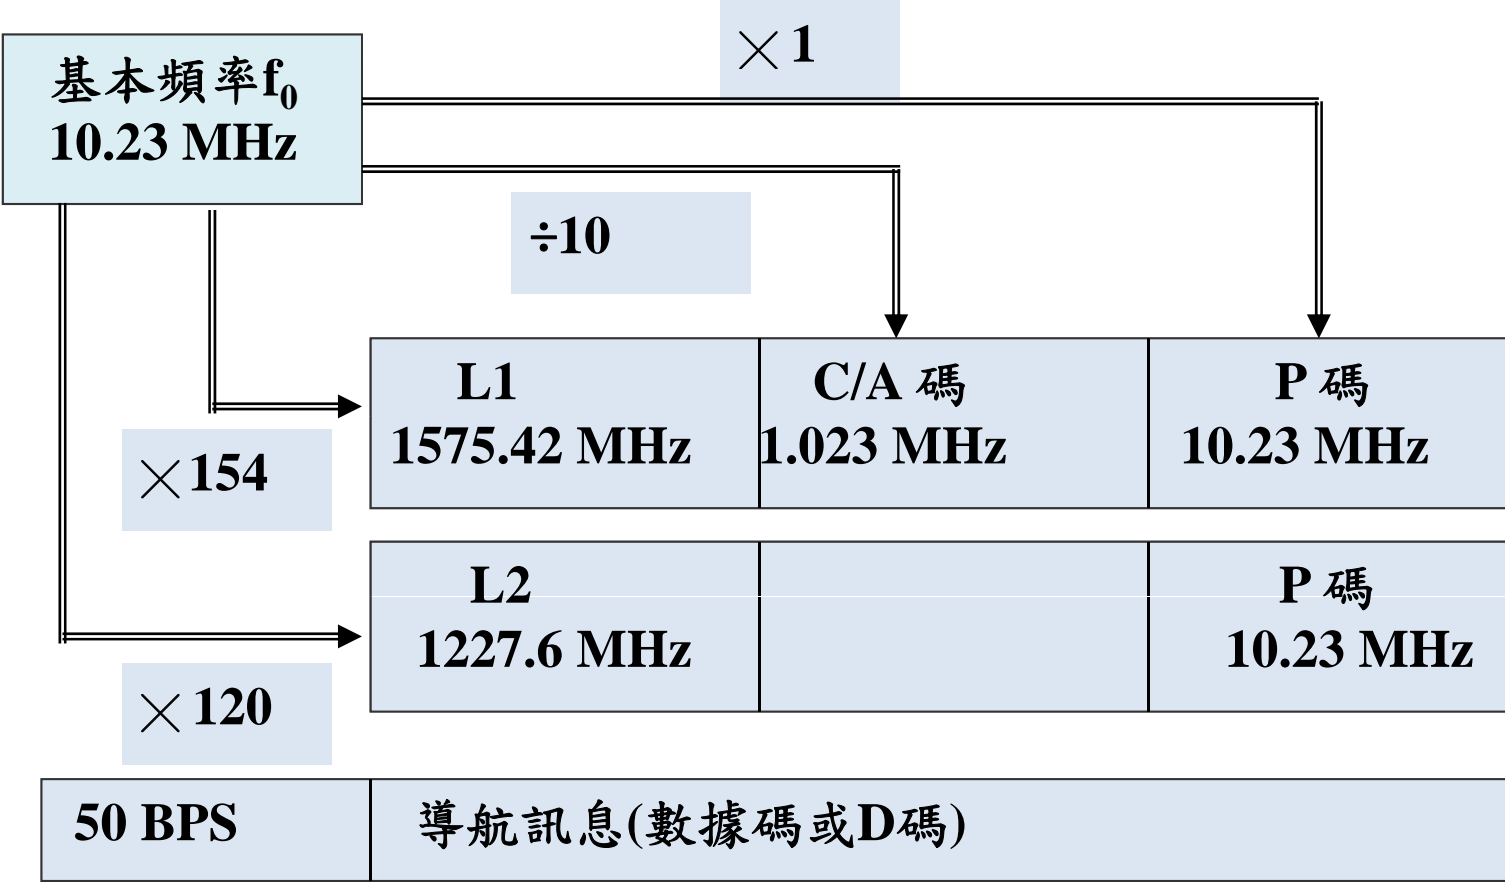 ×1
基本頻率f₀
10.23 MHz
÷10
L1
1575.42 MHz
C/A 碼
1.023 MHz
P 碼
10.23 MHz
×154
L2
1227.6 MHz
P 碼
10.23 MHz
×120
50 BPS
導航訊息(數據碼或D碼)